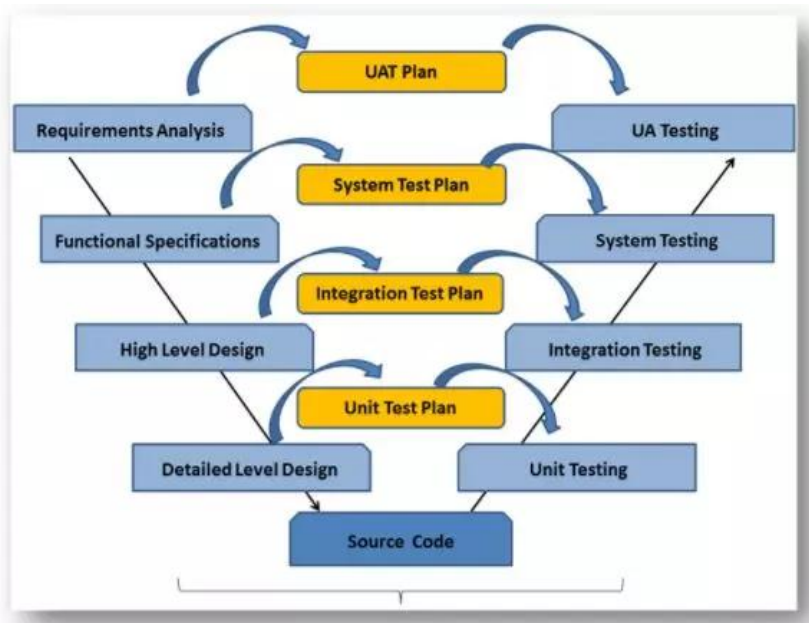 UAT Plan
Requirements Analysis
UA Testing
System Test Plan
Functional Specifications
System Testing
Integration Test Plan
High Level Design
Integration Testing
Unit Test Plan
Detailed Level Design
Unit Testing
Source Code